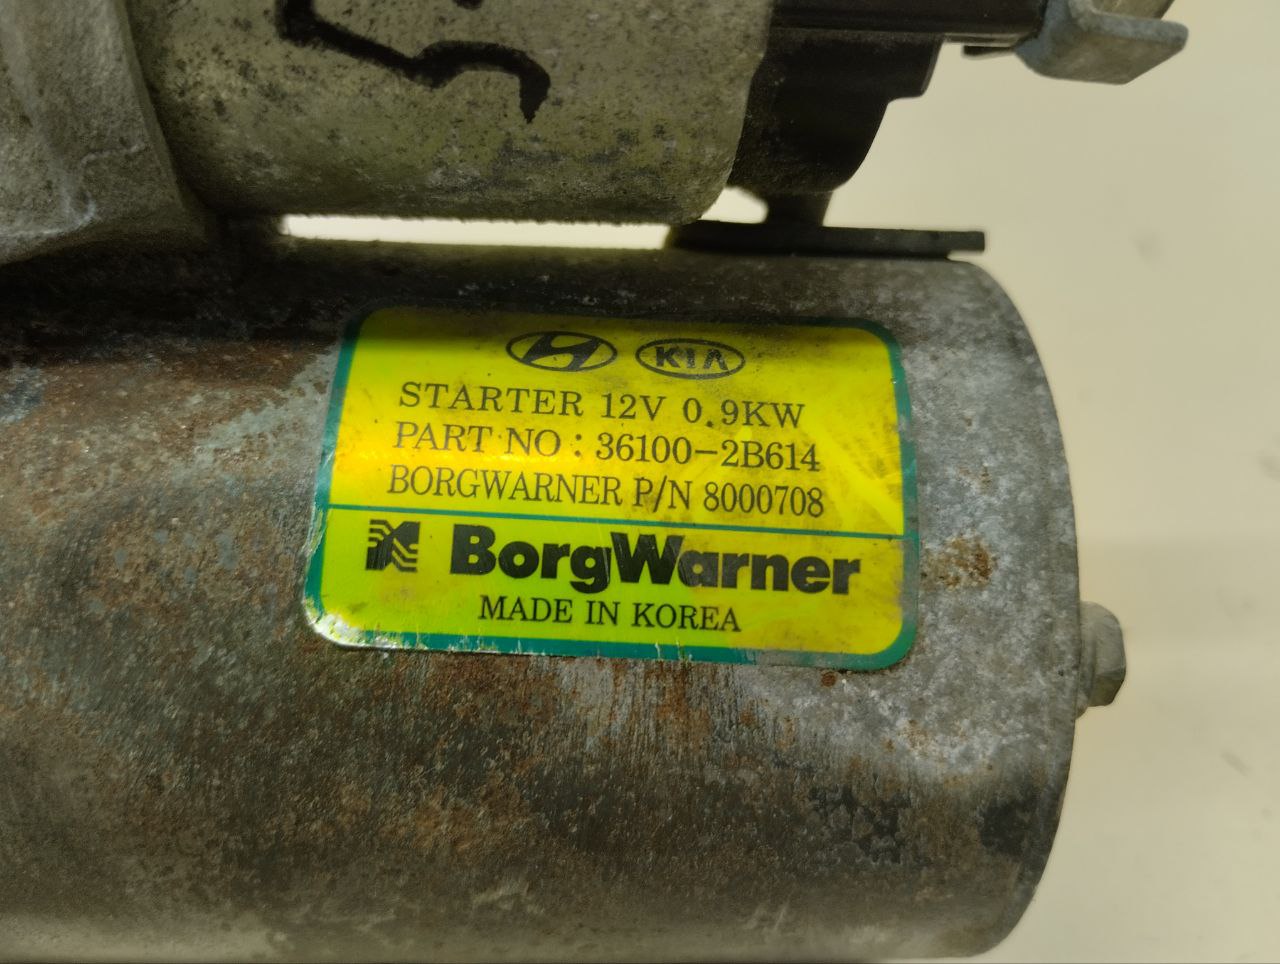 KIA
STARTER 12V 0.9KW
PART NO : 36100-2B614
BORGWARNER P/N 8000708
BorgWarner
MADE IN KOREA